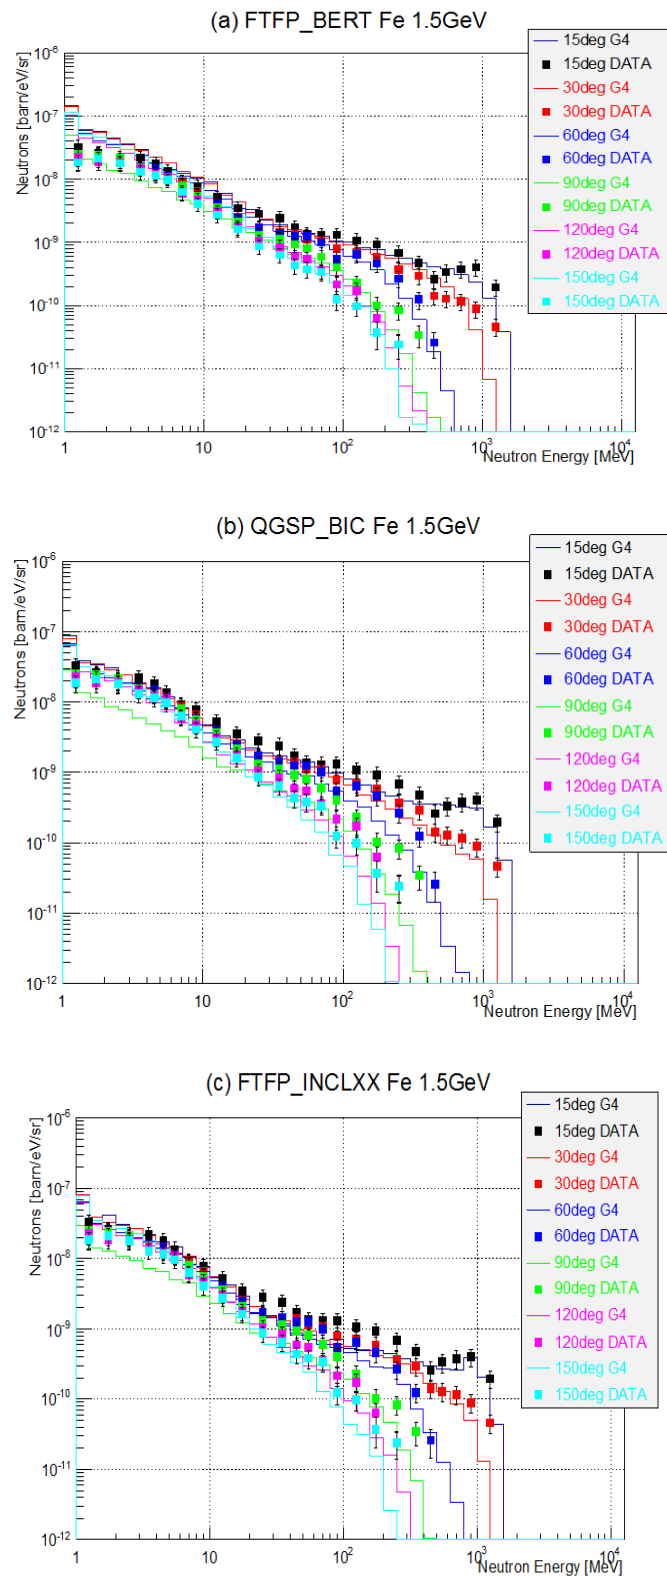 (a) FTFP_BERT Fe 1.5GeV
Neutrons [barn/eV/sr]
10-6
10-7
10-8
10-9
10-10
10-11
10-12
1
10
102
103
104
Neutron Energy [MeV]
15deg G4
15deg DATA
30deg G4
30deg DATA
60deg G4
60deg DATA
90deg G4
90deg DATA
120deg G4
120deg DATA
150deg G4
150deg DATA
(b) QGSP_BIC Fe 1.5GeV
Neutrons [barn/eV/sr]
10-6
10-7
10-8
10-9
10-10
10-11
10-12
1
10
102
103
104
Neutron Energy [MeV]
15deg G4
15deg DATA
30deg G4
30deg DATA
60deg G4
60deg DATA
90deg G4
90deg DATA
120deg G4
120deg DATA
150deg G4
150deg DATA
(c) FTFP_INCLXX Fe 1.5GeV
Neutrons [barn/eV/sr]
10-6
10-7
10-8
10-9
10-10
10-11
10-12
1
10
102
103
104
Neutron Energy [MeV]
15deg G4
15deg DATA
30deg G4
30deg DATA
60deg G4
60deg DATA
90deg G4
90deg DATA
120deg G4
120deg DATA
150deg G4
150deg DATA